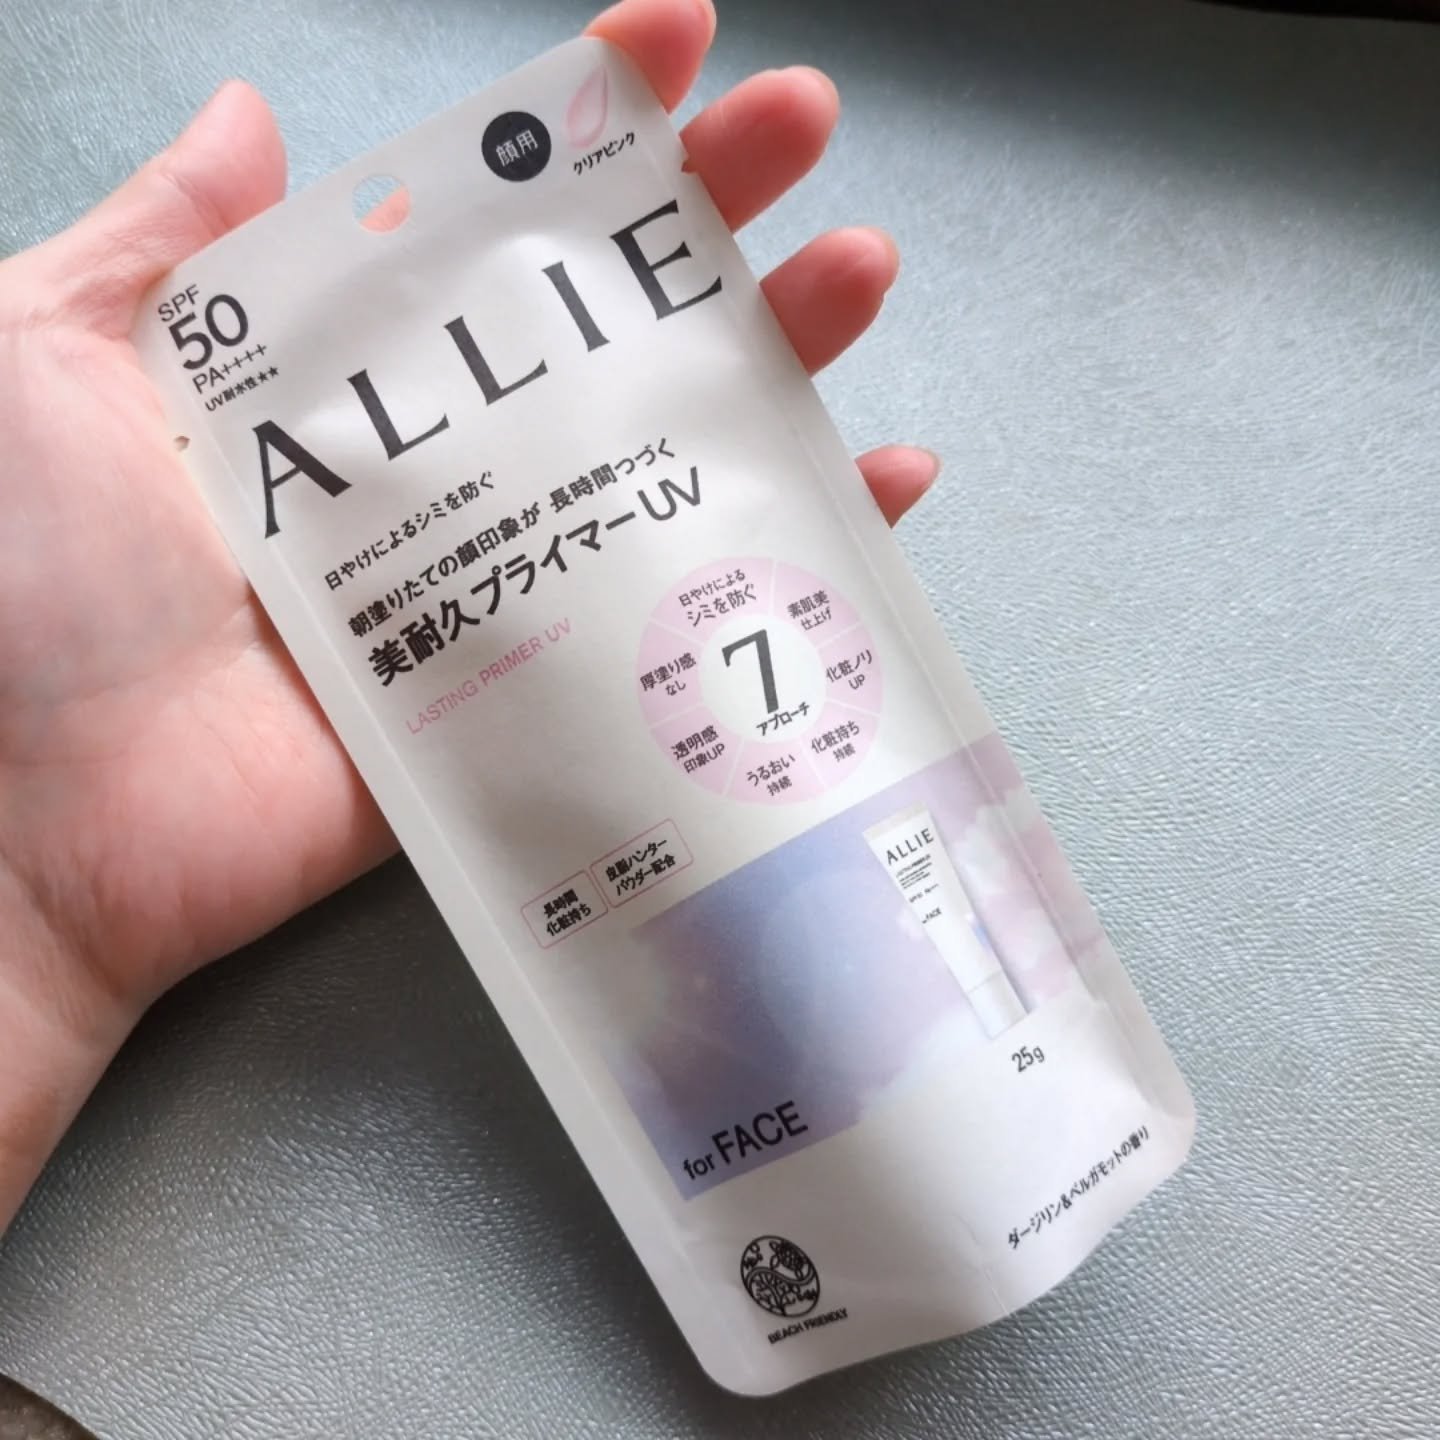 顔用
クリアピンク
SPF
50
PA++++
UV耐水性★★
ALLIE
日やけによるシミを防ぐ
朝塗りたての顔印象が 長時間つづく
美耐久プライマーUV
LASTING PRIMER UV
7
アプローチ
日やけによる
シミを防ぐ
素肌美
仕上げ
化粧ノリ
UP
化粧持ち
持続
うるおい
持続
透明感
印象UP
厚塗り感
なし
長時間
化粧持ち
皮脂ハンター
パウダー配合
ALLIE
LASTING PRIMER UV
for FACE
25g
for FACE
ダージリン&ベルガモットの香り
BEACH FRIENDLY